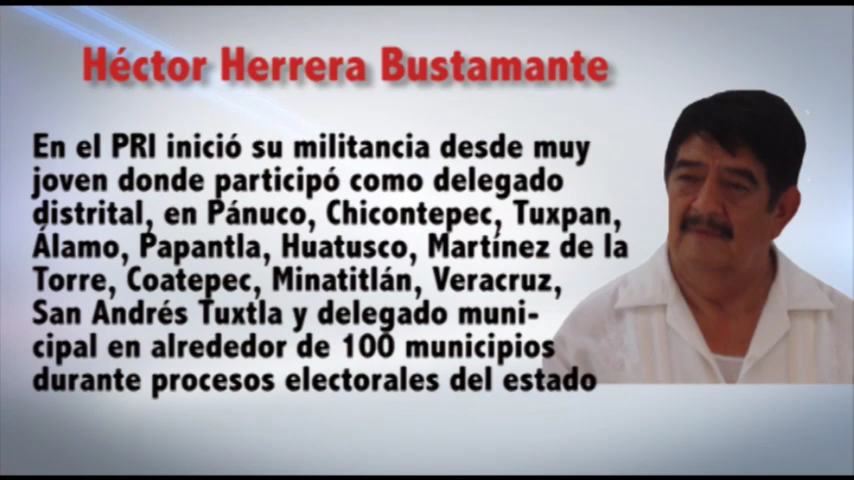 Héctor Herrera Bustamante
En el PRI inició su militancia desde muy
joven donde participó como delegado
distrital, en Pánuco, Chicontepec, Tuxpan,
Álamo, Papantla, Huatusco, Martínez de la
Torre, Coatepec, Minatitlán, Veracruz,
San Andrés Tuxtla y delegado muni-
cipal en alrededor de 100 municipios
durante procesos electorales del estado